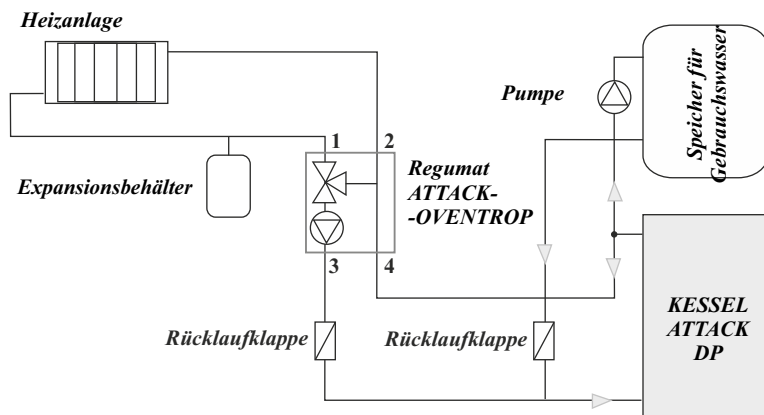 Heizanlage
Pumpe
Speicher für
Gebrauchswasser
1 2
Expansionsbehälter
Regumat
ATTACK-
-OVENTROP
3 4
Rücklaufklappe
Rücklaufklappe
KESSEL
ATTACK
DP